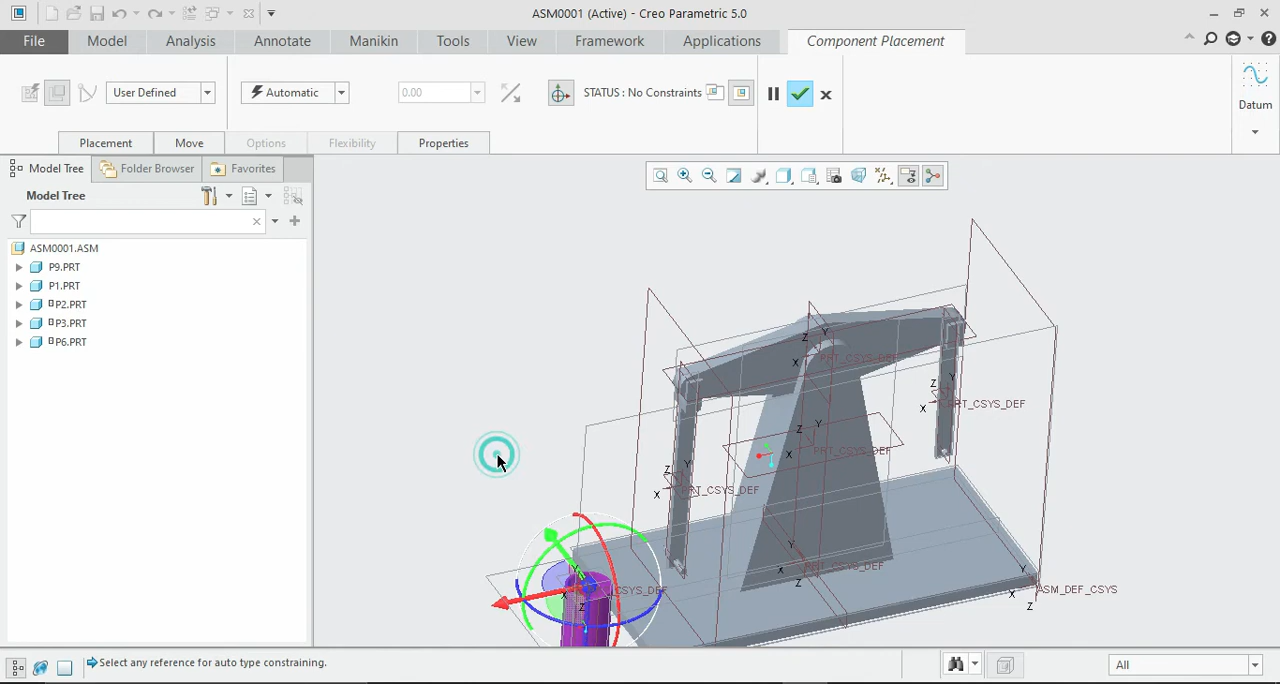 ASM0001 (Active) - Creo Parametric 5.0
File Model Analysis Annotate Manikin Tools View Framework Applications Component Placement
User Defined Automatic 0.00 STATUS : No Constraints Datum
Placement Move Options Flexibility Properties
Model Tree Folder Browser Favorites
Model Tree
ASM0001.ASM
P9.PRT
P1.PRT
P2.PRT
P3.PRT
P6.PRT
Z Y
X PRT_CSYS_DEF
Z Y
X PRT_CSYS_DEF
Z Y
X PRT_CSYS_DEF
Z Y
X PRT_CSYS_DEF
Y
X PRT_CSYS_DEF
Z
Y
X ASM_DEF_CSYS
Z
Y
X CSYS_DEF
Z
Select any reference for auto type constraining.
All